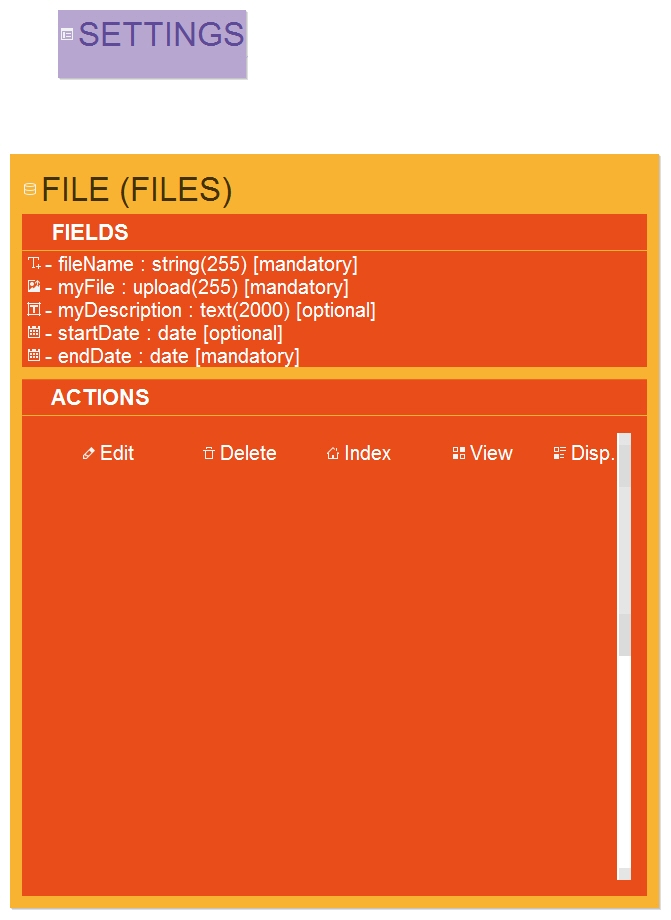 SETTINGS
FILE (FILES)
FIELDS
- fileName : string(255) [mandatory]
- myFile : upload(255) [mandatory]
- myDescription : text(2000) [optional]
- startDate : date [optional]
- endDate : date [mandatory]
ACTIONS
Edit Delete Index View Disp.